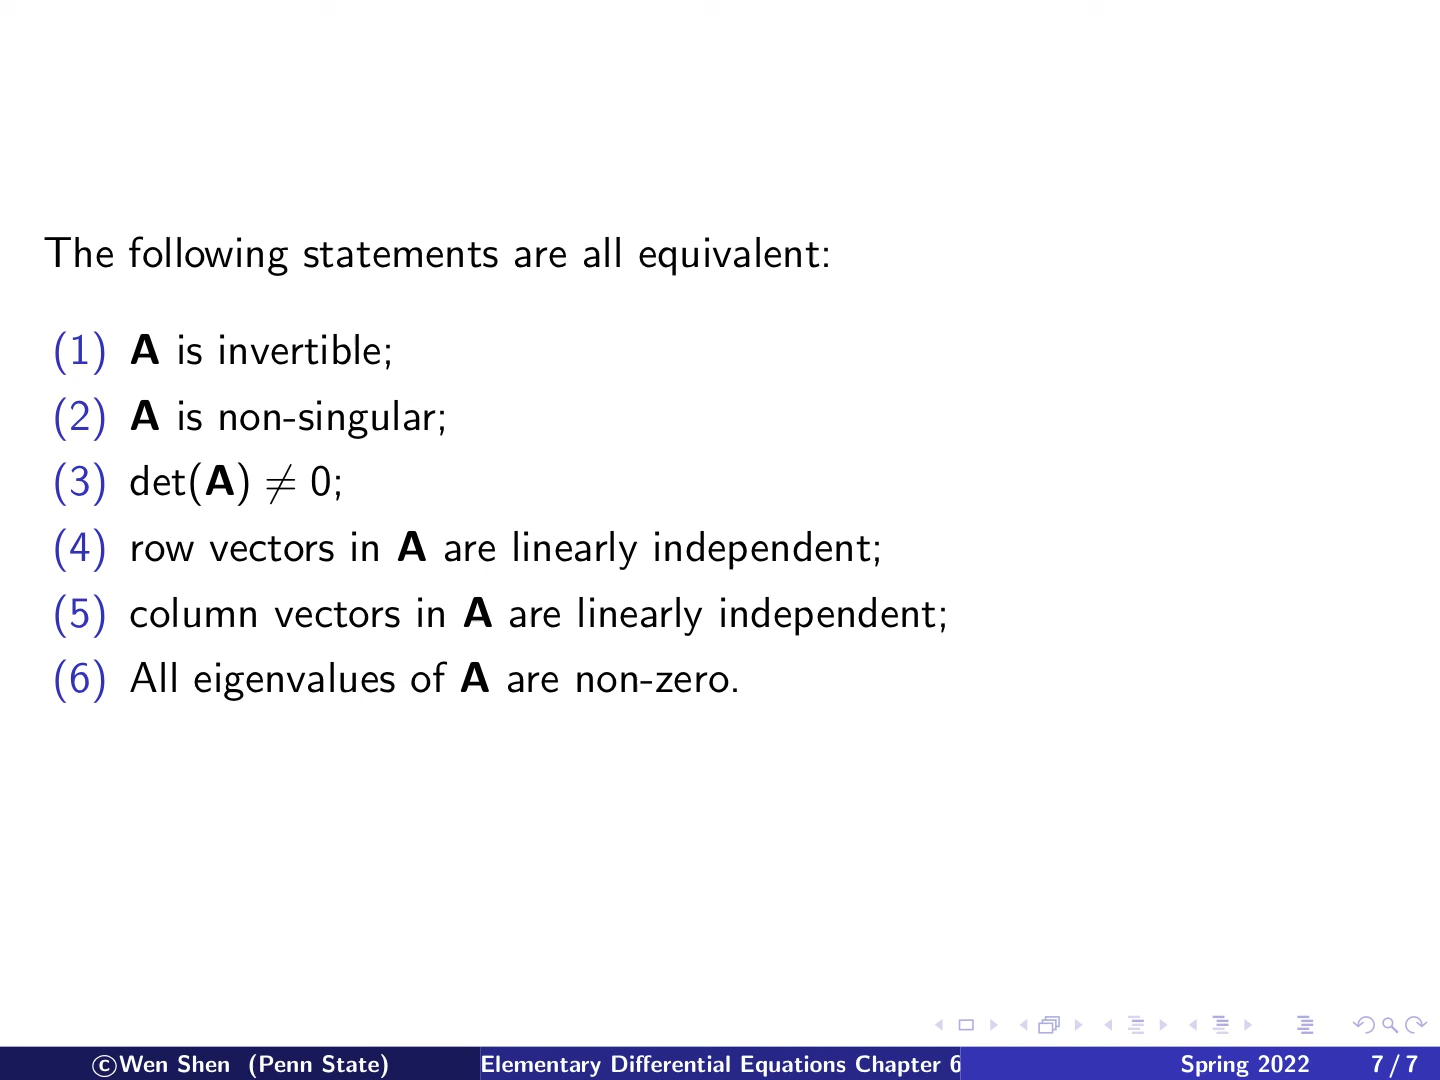 The following statements are all equivalent:
(1) A is invertible;
(2) A is non-singular;
(3) det(A) ≠ 0;
(4) row vectors in A are linearly independent;
(5) column vectors in A are linearly independent;
(6) All eigenvalues of A are non-zero.
©Wen Shen (Penn State) Elementary Differential Equations Chapter 6 Spring 2022 7 / 7